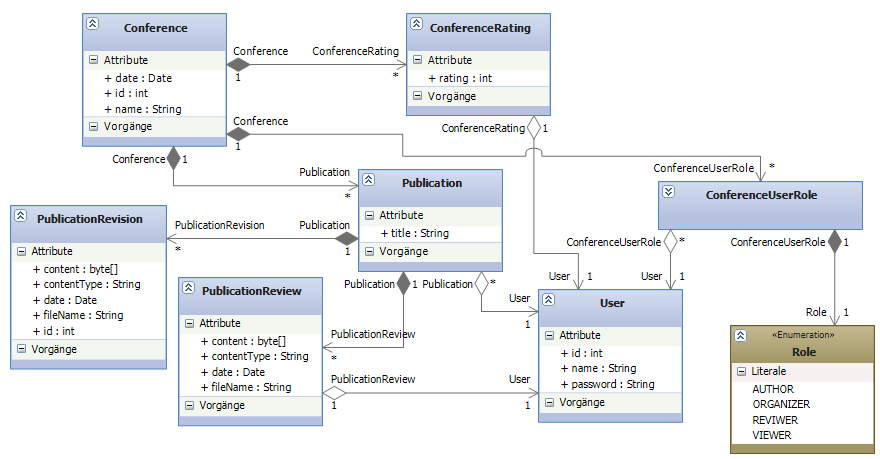 Conference
Attribute
+ date : Date
+ id : int
+ name : String
Vorgänge
ConferenceRating
Attribute
+ rating : int
Vorgänge
Conference
ConferenceRating
1
*
Conference
1
ConferenceUserRole
*
Conference
1
Publication
*
ConferenceRating
1
User
1
Publication
Attribute
+ title : String
Vorgänge
ConferenceUserRole
PublicationRevision
Attribute
+ content : byte[]
+ contentType : String
+ date : Date
+ fileName : String
+ id : int
Vorgänge
PublicationRevision
*
Publication
1
ConferenceUserRole
*
User
1
ConferenceUserRole
1
Role
1
Publication
1
PublicationReview
*
Publication
*
User
1
PublicationReview
Attribute
+ content : byte[]
+ contentType : String
+ date : Date
+ fileName : String
Vorgänge
PublicationReview
1
User
1
User
Attribute
+ id : int
+ name : String
+ password : String
Vorgänge
«Enumeration»
Role
Literale
AUTHOR
ORGANIZER
REVIWER
VIEWER